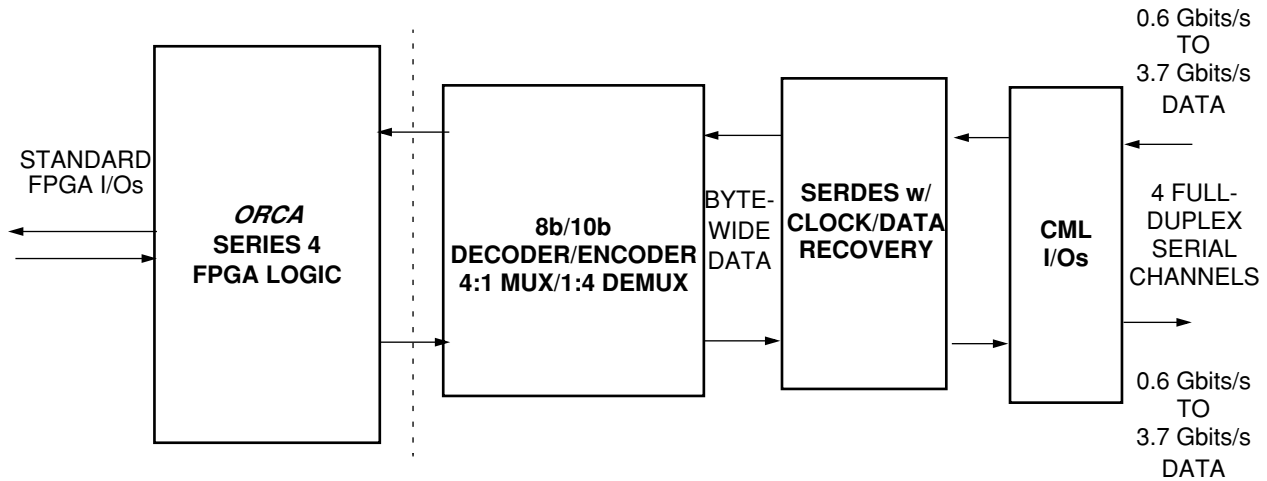 STANDARD
FPGA I/Os
ORCA
SERIES 4
FPGA LOGIC
8b/10b
DECODER/ENCODER
4:1 MUX/1:4 DEMUX
BYTE-
WIDE
DATA
SERDES w/
CLOCK/DATA
RECOVERY
CML
I/Os
0.6 Gbits/s
TO
3.7 Gbits/s
DATA
4 FULL-
DUPLEX
SERIAL
CHANNELS
0.6 Gbits/s
TO
3.7 Gbits/s
DATA